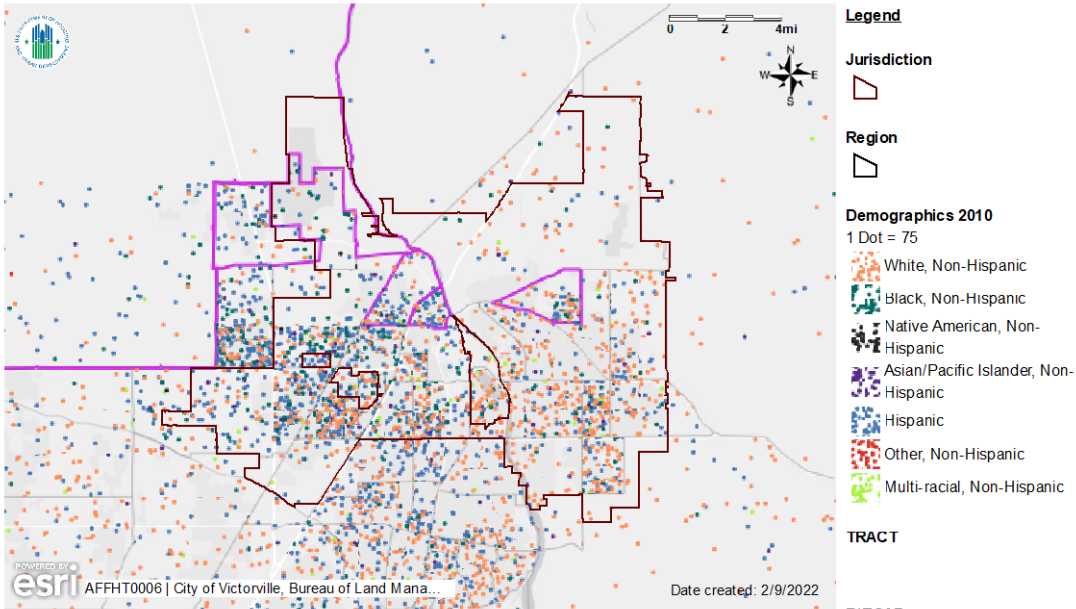 0 2 4mi
N
W E
S
POWERED BY
esri
AFFHT0006 | City of Victorville, Bureau of Land Mana...
Date created: 2/9/2022
Legend
Jurisdiction
Region
Demographics 2010
1 Dot = 75
White, Non-Hispanic
Black, Non-Hispanic
Native American, Non-
Hispanic
Asian/Pacific Islander, Non-
Hispanic
Hispanic
Other, Non-Hispanic
Multi-racial, Non-Hispanic
TRACT